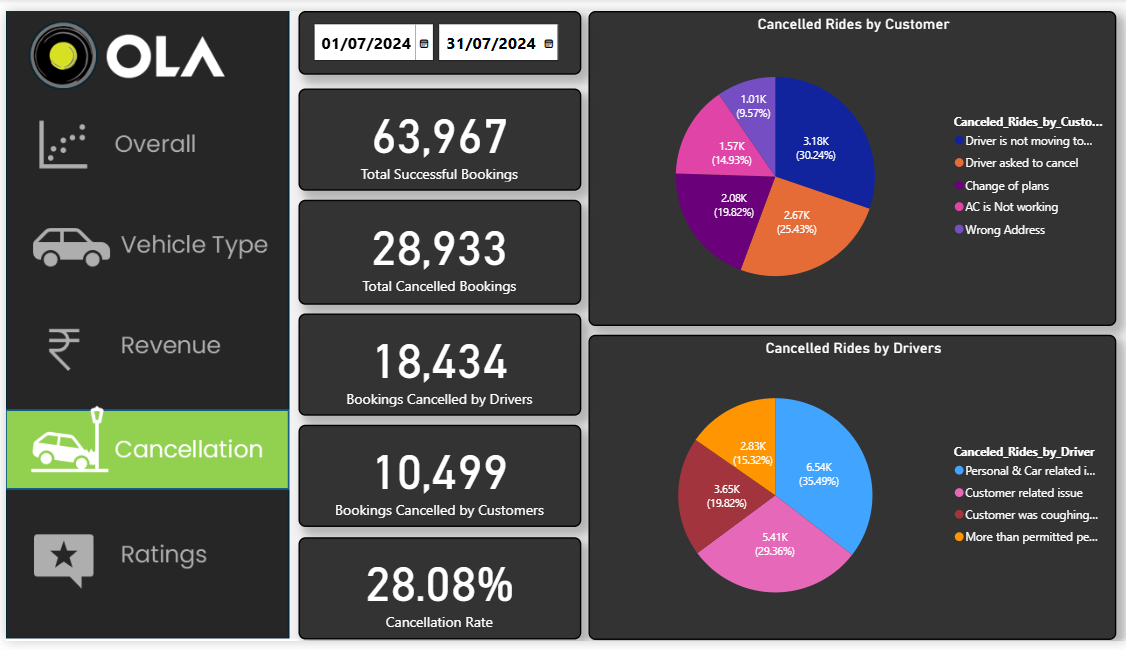 OLA
Overall
Vehicle Type
Revenue
Cancellation
Ratings
01/07/2024
31/07/2024
63,967
Total Successful Bookings
28,933
Total Cancelled Bookings
18,434
Bookings Cancelled by Drivers
10,499
Bookings Cancelled by Customers
28.08%
Cancellation Rate
Cancelled Rides by Customer
1.01K
(9.57%)
3.18K
(30.24%)
1.57K
(14.93%)
2.08K
(19.82%)
2.67K
(25.43%)
Canceled_Rides_by_Custo...
Driver is not moving to...
Driver asked to cancel
Change of plans
AC is Not working
Wrong Address
Cancelled Rides by Drivers
2.83K
(15.32%)
6.54K
(35.49%)
3.65K
(19.82%)
5.41K
(29.36%)
Canceled_Rides_by_Driver
Personal & Car related i...
Customer related issue
Customer was coughing...
More than permitted pe...